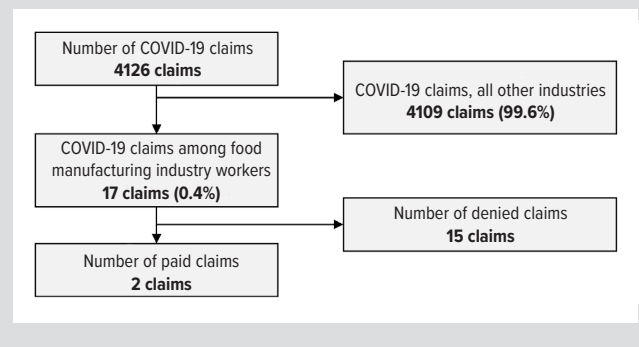 Number of COVID-19 claims
4126 claims
COVID-19 claims, all other industries
4109 claims (99.6%)
COVID-19 claims among food
manufacturing industry workers
17 claims (0.4%)
Number of denied claims
15 claims
Number of paid claims
2 claims